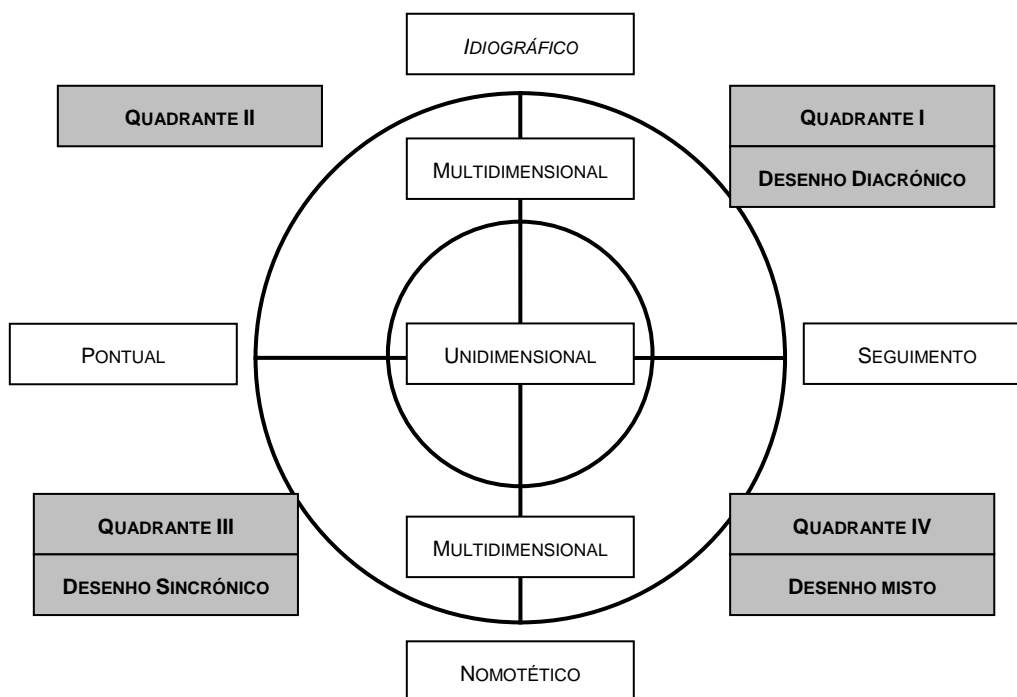 IDIOGRÁFICO
QUADRANTE II
QUADRANTE I
DESENHO DIACRÓNICO
MULTIDIMENSIONAL
PONTUAL
UNIDIMENSIONAL
SEGUIMENTO
QUADRANTE III
DESENHO SINCRÓNICO
MULTIDIMENSIONAL
QUADRANTE IV
DESENHO MISTO
NOMOTÉTICO